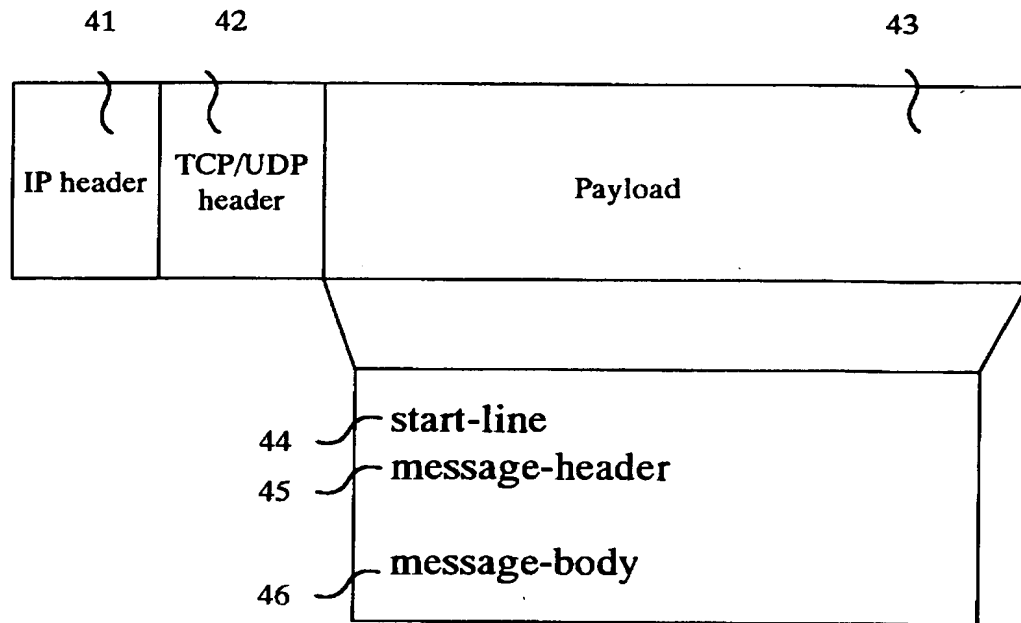 41
42
43
IP header
TCP/UDP
header
Payload
44
start-line
45
message-header
46
message-body